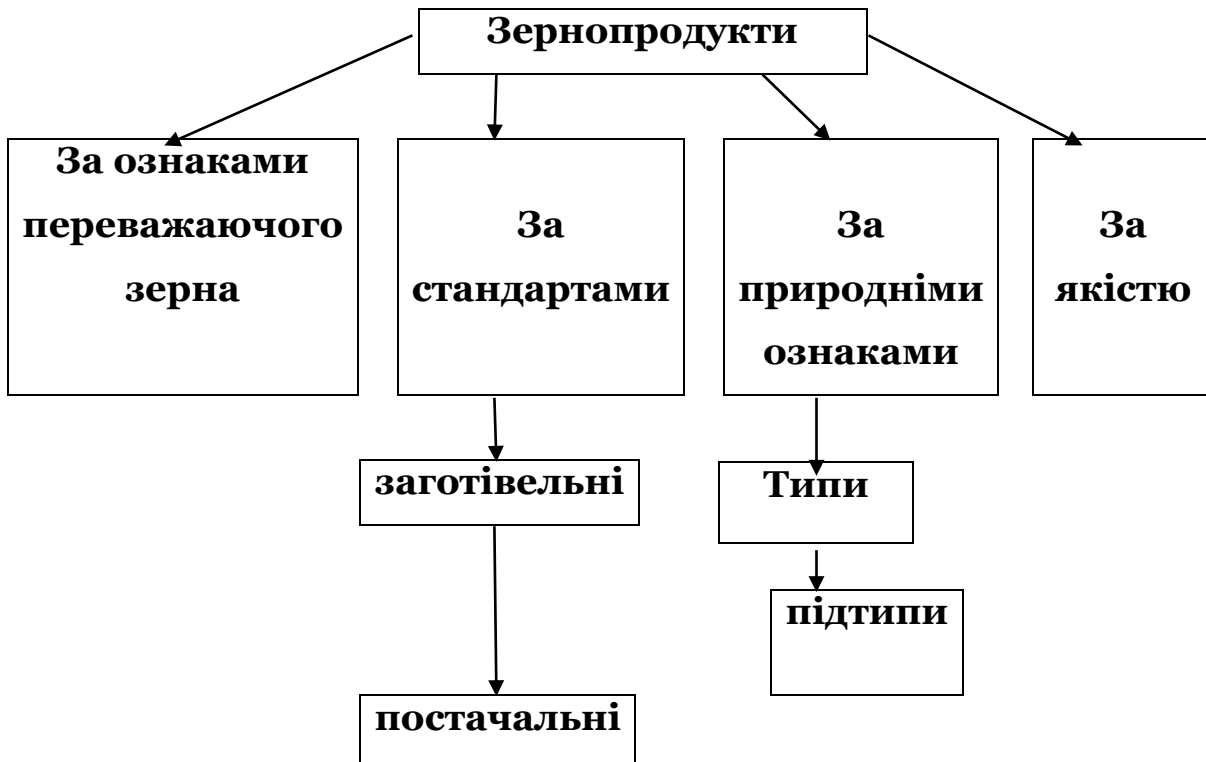 Зернопродукти
За ознаками
переважаючого
зерна
За
стандартами
За
природніми
ознаками
За
якістю
заготівельні
Типи
підтипи
постачальні